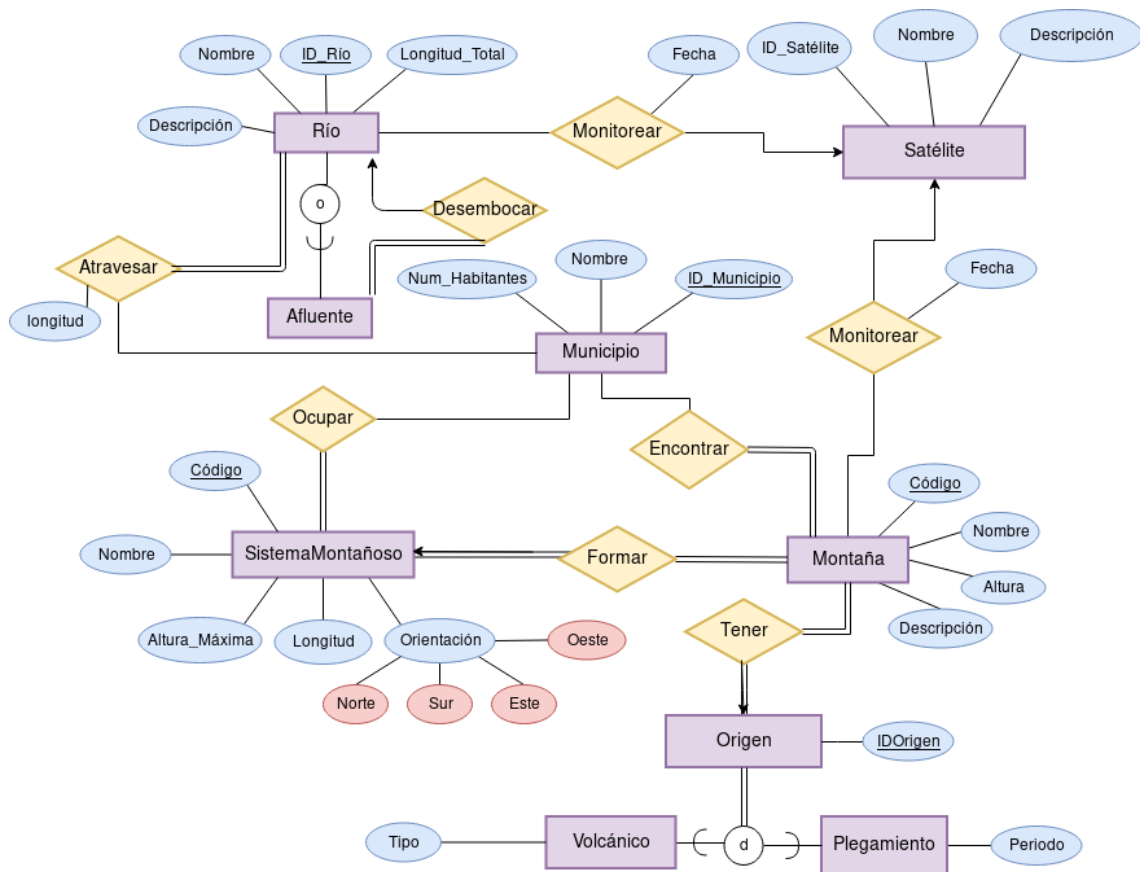 Nombre
ID_Río
Longitud_Total
Descripción
Río
Fecha
Monitorear
ID_Satélite
Nombre
Descripción
Satélite
o
Desembocar
Atravesar
longitud
Afluente
Num_Habitantes
Nombre
ID_Municipio
Municipio
Fecha
Monitorear
Ocupar
Encontrar
Código
Nombre
SistemaMontañoso
Altura_Máxima
Longitud
Orientación
Oeste
Norte
Sur
Este
Formar
Código
Nombre
Montaña
Altura
Descripción
Tener
Origen
IDOrigen
Tipo
Volcánico
d
Plegamiento
Periodo